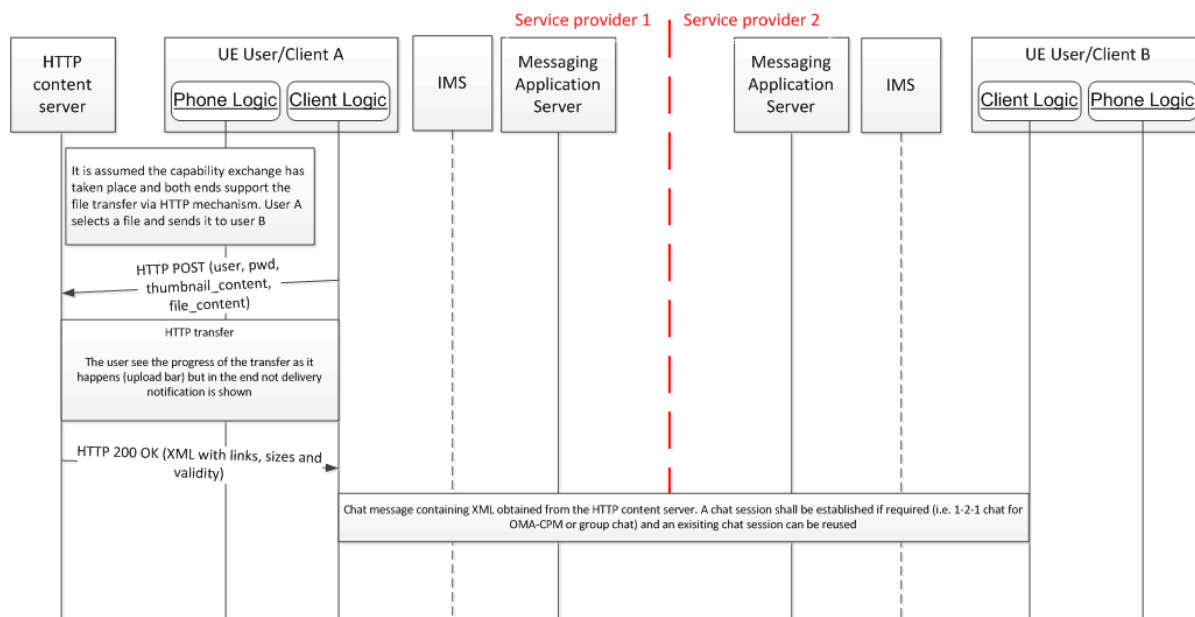 Service provider 1
Service provider 2
HTTP
content
server
UE User/Client A
Phone Logic
Client Logic
IMS
Messaging
Application
Server
Messaging
Application
Server
IMS
UE User/Client B
Client Logic
Phone Logic
It is assumed the capability exchange has
taken place and both ends support the
file transfer via HTTP mechanism. User A
selects a file and sends it to user B
HTTP POST (user, pwd,
thumbnail_content,
file_content)
HTTP transfer
The user see the progress of the transfer as it
happens (upload bar) but in the end not delivery
notification is shown
HTTP 200 OK (XML with links, sizes and
validity)
Chat message containing XML obtained from the HTTP content server. A chat session shall be established if required (i.e. 1-2-1 chat for
OMA-CPM or group chat) and an exisiting chat session can be reused